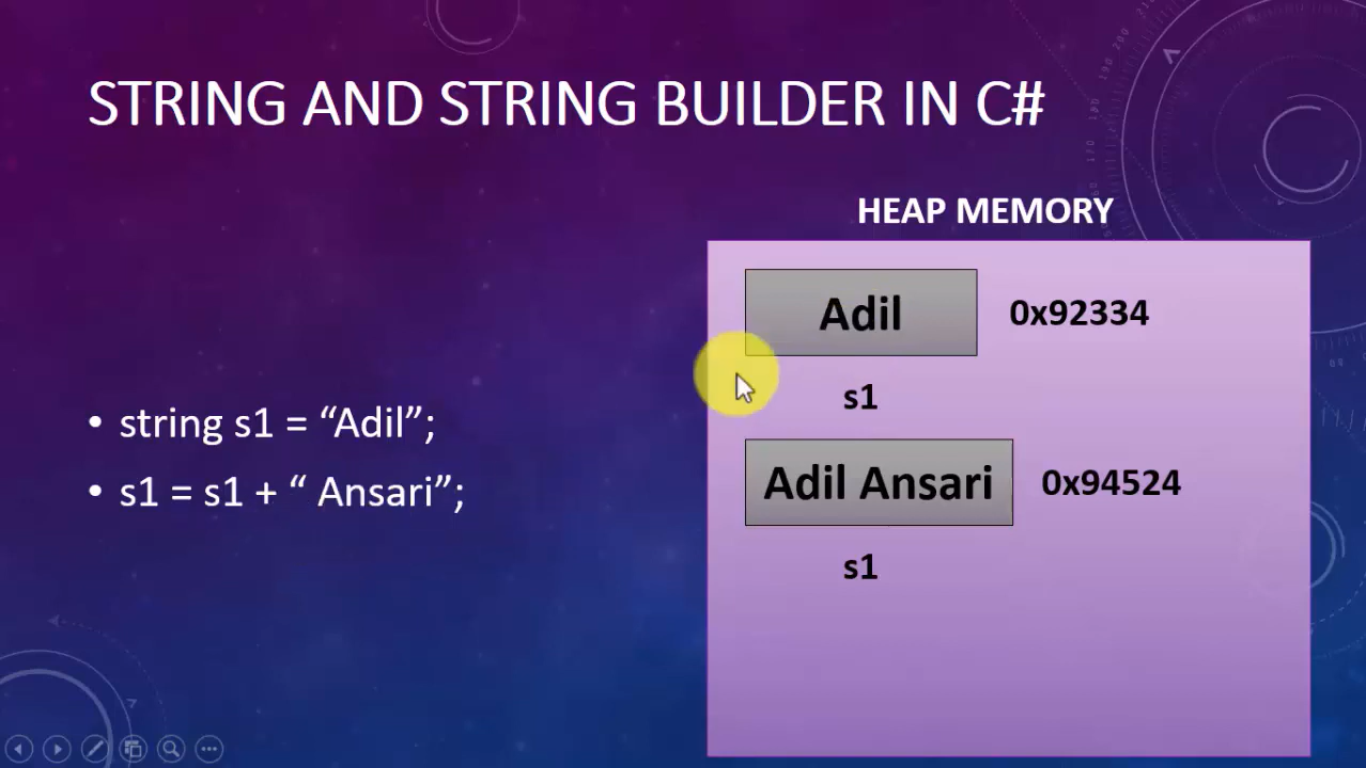 STRING AND STRING BUILDER IN C#
HEAP MEMORY
Adil
0x92334
s1
• string s1 = “Adil”;
• s1 = s1 + “ Ansari”;
Adil Ansari
0x94524
s1